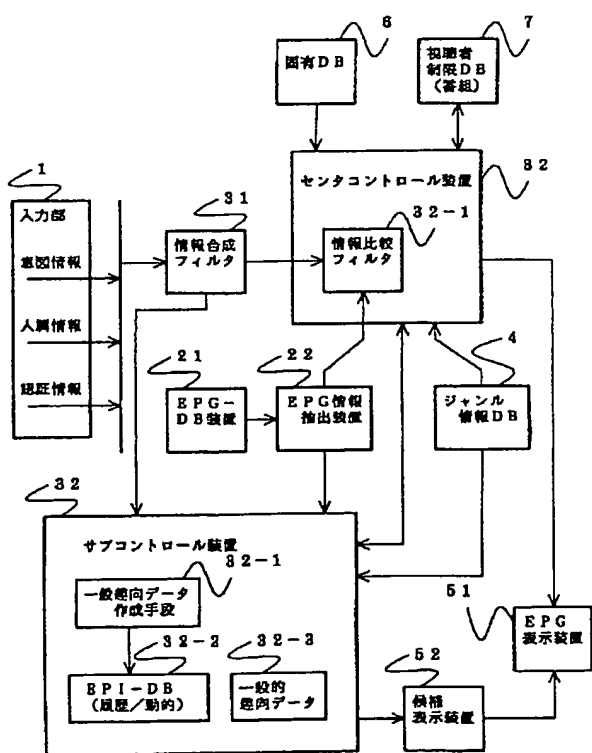 6
7
固有DB
視聴者
制限DB
(番組)
1
31
センタコントロール装置
32
入力部
意図情報
人属情報
認証情報
情報合成
フィルタ
32-1
情報比較
フィルタ
21
22
4
EPG-
DB装置
EPG情報
抽出装置
ジャンル
情報DB
32
サブコントロール装置
32-1
一般趣向データ
作成手段
32-2
32-3
EPI-DB
(履歴/動的)
一般的
趣向データ
51
EPG
表示装置
52
候補
表示装置